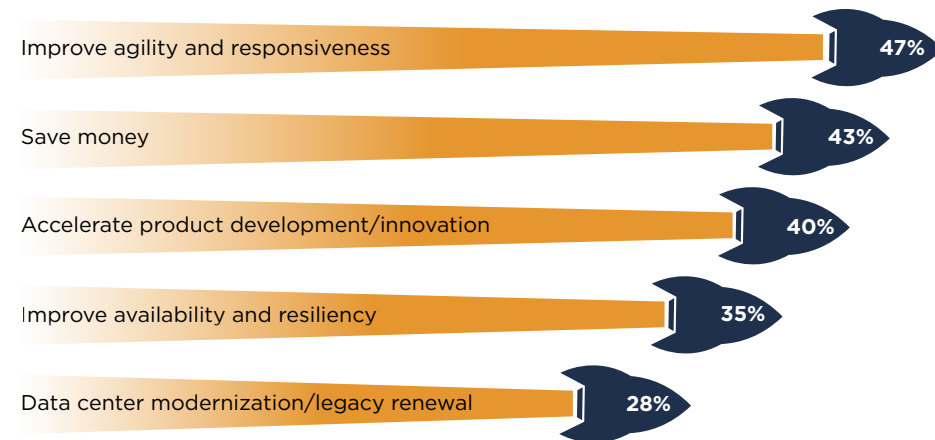 Improve agility and responsiveness 47%
Save money 43%
Accelerate product development/innovation 40%
Improve availability and resiliency 35%
Data center modernization/legacy renewal 28%